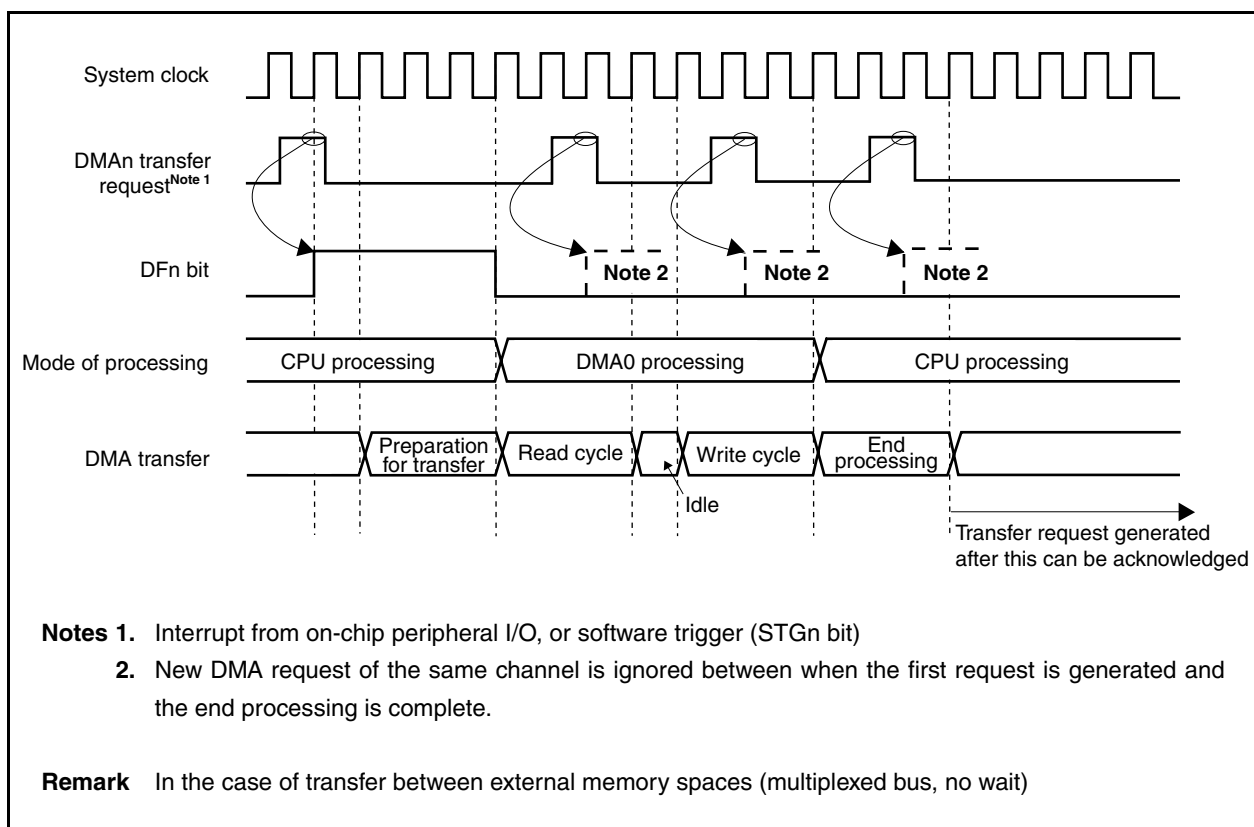 System clock
DMAn transfer
request Note 1
DFn bit
Note 2
Note 2
Note 2
Mode of processing
CPU processing
DMA0 processing
CPU processing
DMA transfer
Preparation
for transfer
Read cycle
Idle
Write cycle
End
processing
Transfer request generated
after this can be acknowledged
Notes 1. Interrupt from on-chip peripheral I/O, or software trigger (STGn bit)
2. New DMA request of the same channel is ignored between when the first request is generated and
the end processing is complete.
Remark In the case of transfer between external memory spaces (multiplexed bus, no wait)